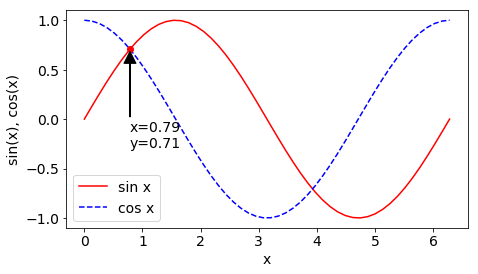 1.0
0.5
0.0
−0.5
−1.0
sin(x), cos(x)
x=0.79
y=0.71
sin x
cos x
0 1 2 3 4 5 6
x